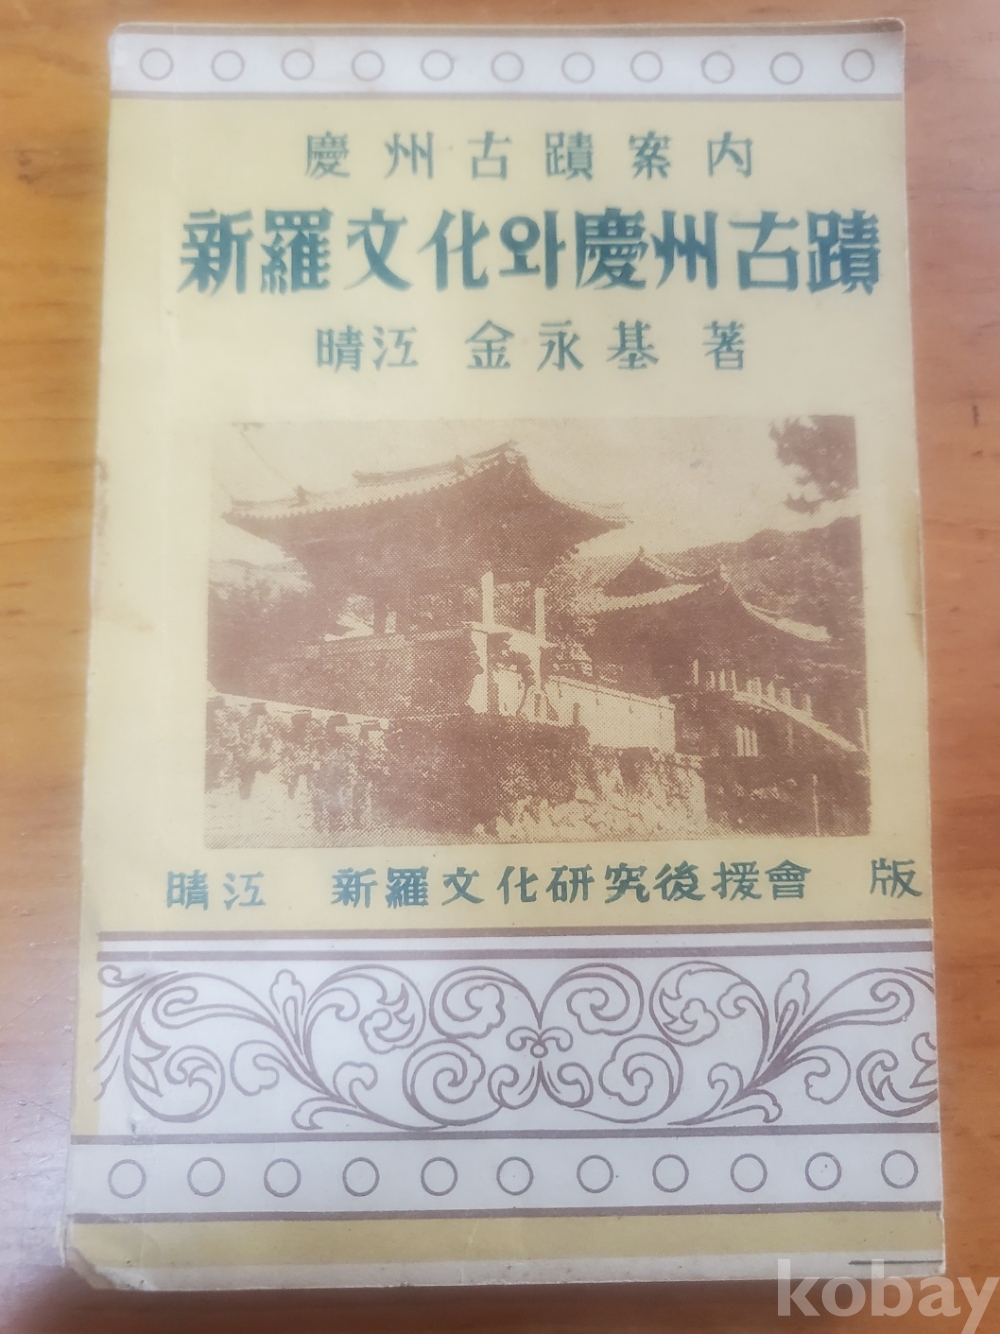 慶州古蹟案内
新羅文化와慶州古蹟
晴江 金永基 著
晴江 新羅文化研究後援會 版
kobay